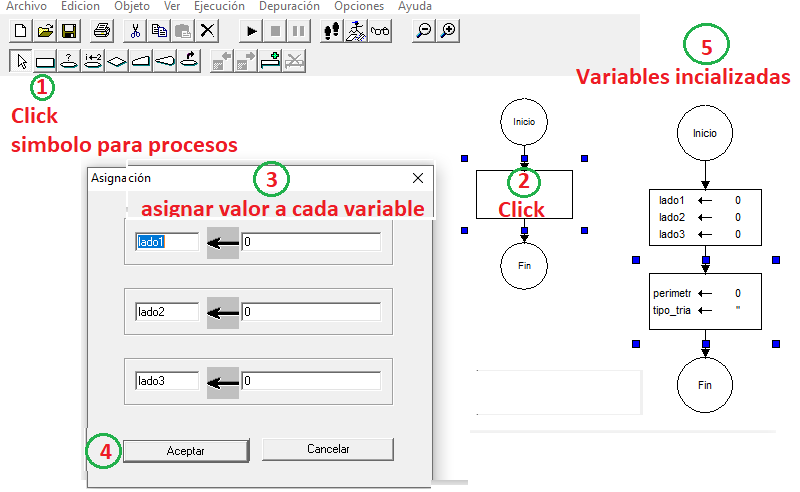 Archivo Edicion Objeto Ver Ejecución Depuración Opciones Ayuda
1
Click
simbolo para procesos
5
Variables incializadas
Asignación
3
asignar valor a cada variable
lado1 0
lado2 0
lado3 0
4
Aceptar Cancelar
Inicio
2
Click
Fin
Inicio
lado1 ← 0
lado2 ← 0
lado3 ← 0
perimetr ← 0
tipo_tria ← ''
Fin